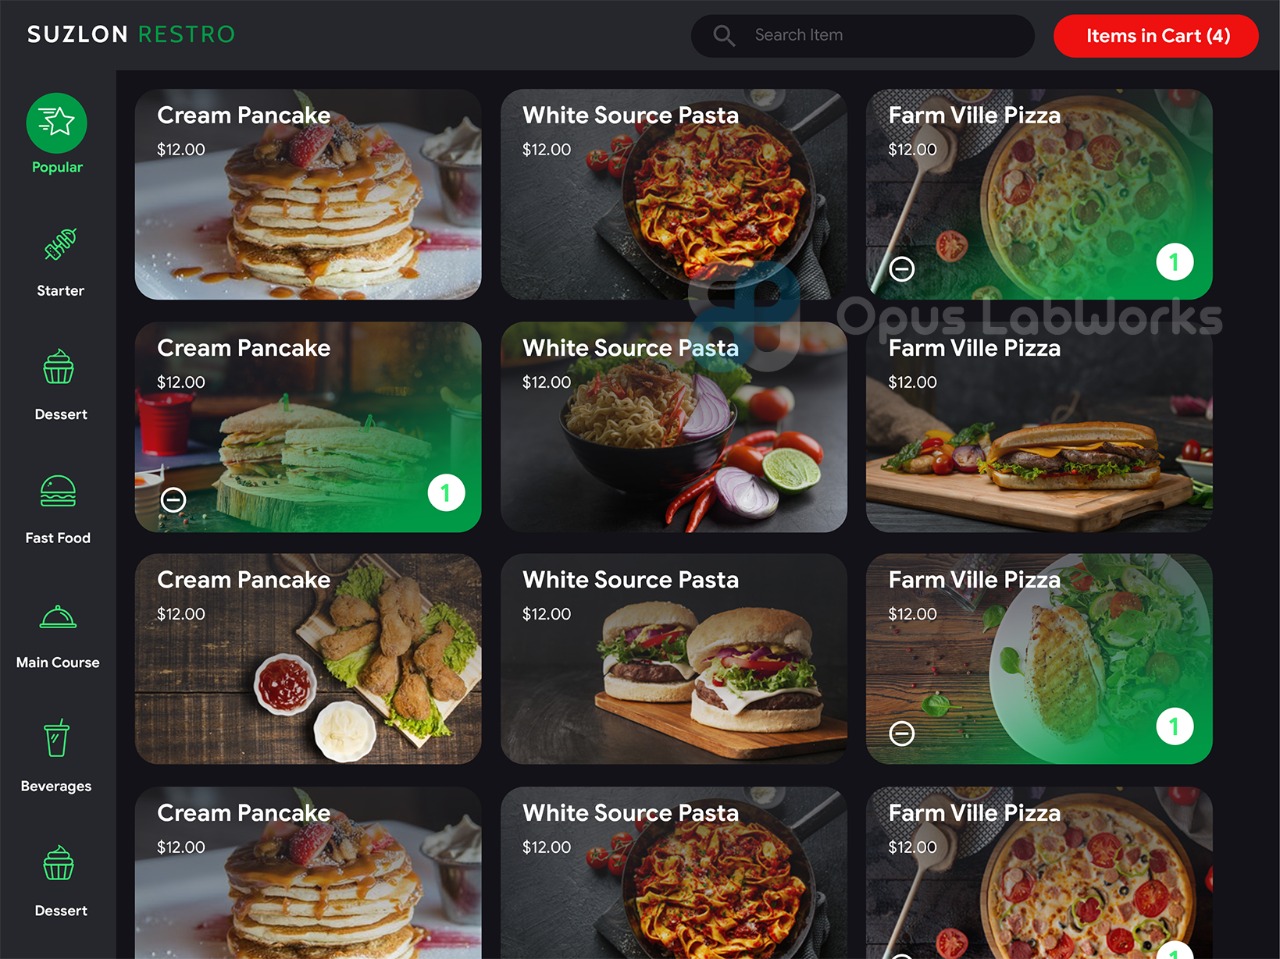 SUZLON RESTRO
Search Item
Items in Cart (4)
Popular
Starter
Dessert
Fast Food
Main Course
Beverages
Dessert
Cream Pancake
$12.00
White Source Pasta
$12.00
Farm Ville Pizza
$12.00
1
Opus LabWorks
Cream Pancake
$12.00
1
White Source Pasta
$12.00
Farm Ville Pizza
$12.00
Cream Pancake
$12.00
White Source Pasta
$12.00
Farm Ville Pizza
$12.00
1
Cream Pancake
$12.00
White Source Pasta
$12.00
Farm Ville Pizza
$12.00
1